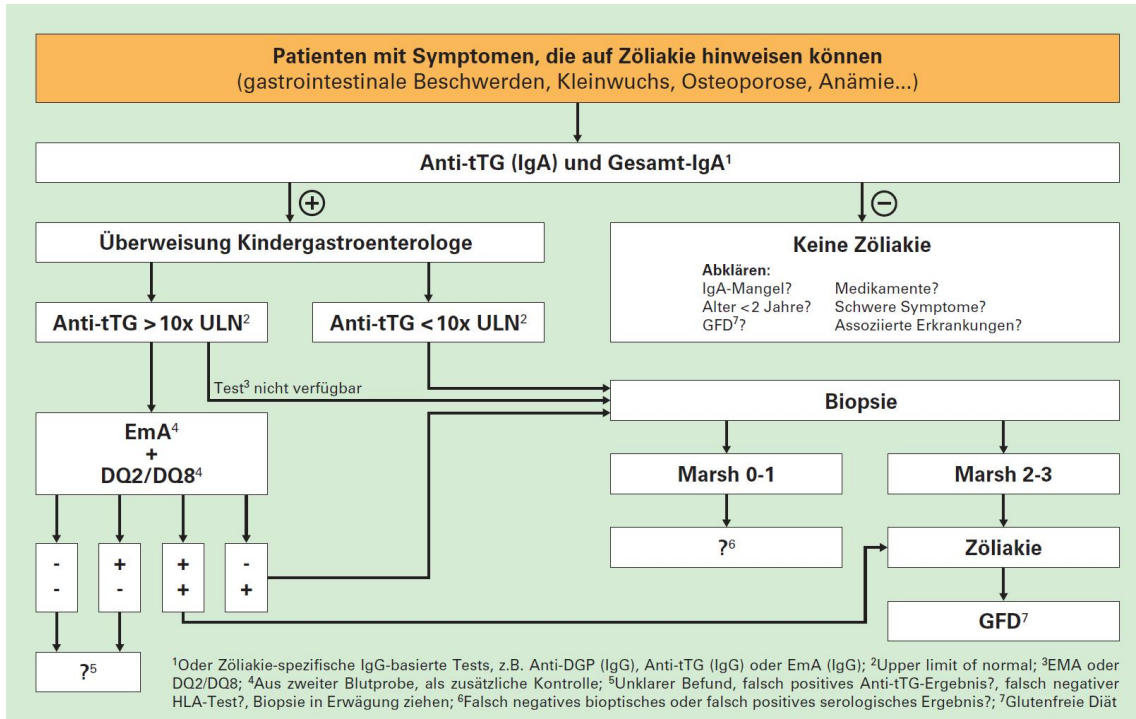 Patienten mit Symptomen, die auf Zöliakie hinweisen können
(gastrointestinale Beschwerden, Kleinwuchs, Osteoporose, Anämie...)
Anti-tTG (IgA) und Gesamt-IgA¹
+
−
Überweisung Kindergastroenterologe
Keine Zöliakie
Abklären:
IgA-Mangel? Medikamente?
Alter <2 Jahre? Schwere Symptome?
GFD⁷? Assoziierte Erkrankungen?
Anti-tTG > 10x ULN²
Anti-tTG < 10x ULN²
Test³ nicht verfügbar
Biopsie
EmA⁴
+
DQ2/DQ8⁴
Marsh 0-1
Marsh 2-3
- + + -
- - + +
?⁶
Zöliakie
GFD⁷
?⁵
¹Oder Zöliakie-spezifische IgG-basierte Tests, z.B. Anti-DGP (IgG), Anti-tTG (IgG) oder EmA (IgG); ²Upper limit of normal; ³EMA oder
DQ2/DQ8; ⁴Aus zweiter Blutprobe, als zusätzliche Kontrolle; ⁵Unklarer Befund, falsch positives Anti-tTG-Ergebnis?, falsch negativer
HLA-Test?, Biopsie in Erwägung ziehen; ⁶Falsch negatives bioptisches oder falsch positives serologisches Ergebnis?; ⁷Glutenfreie Diät